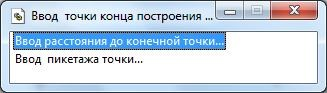 Ввод точки конца построения ...
Ввод расстояния до конечной точки...
Ввод пикетажа точки...